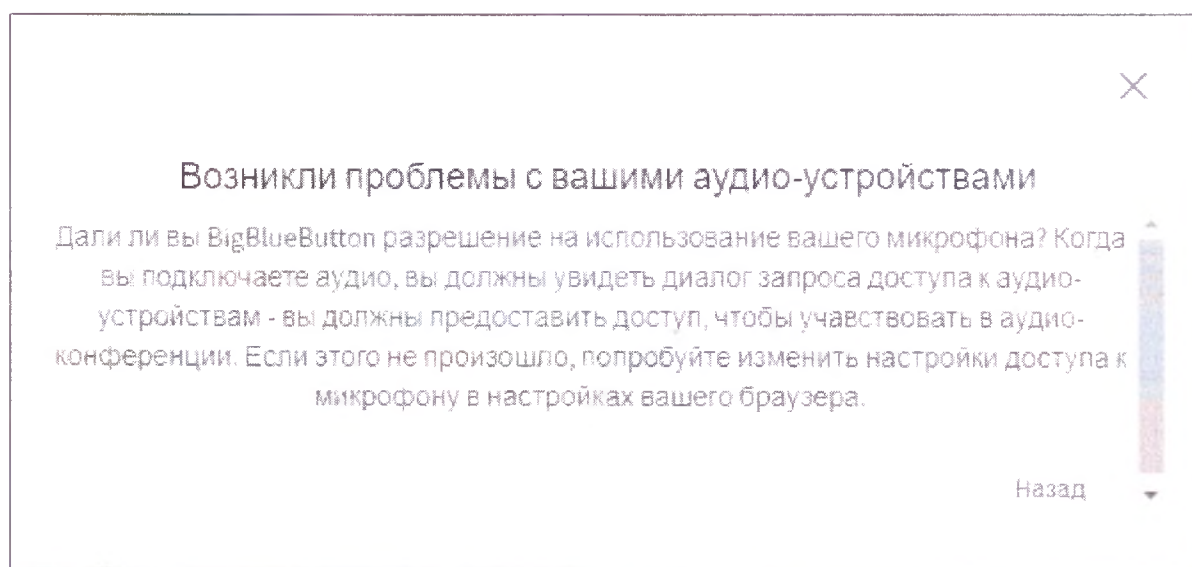 Возникли проблемы с вашими аудио-устройствами
Дали ли вы BigBlueButton разрешение на использование вашего микрофона? Когда
вы подключаете аудио, вы должны увидеть диалог запроса доступа к аудио-
устройствам - вы должны предоставить доступ, чтобы учавствовать в аудио-
конференции. Если этого не произошло, попробуйте изменить настройки доступа к
микрофону в настройках вашего браузера.
Назад